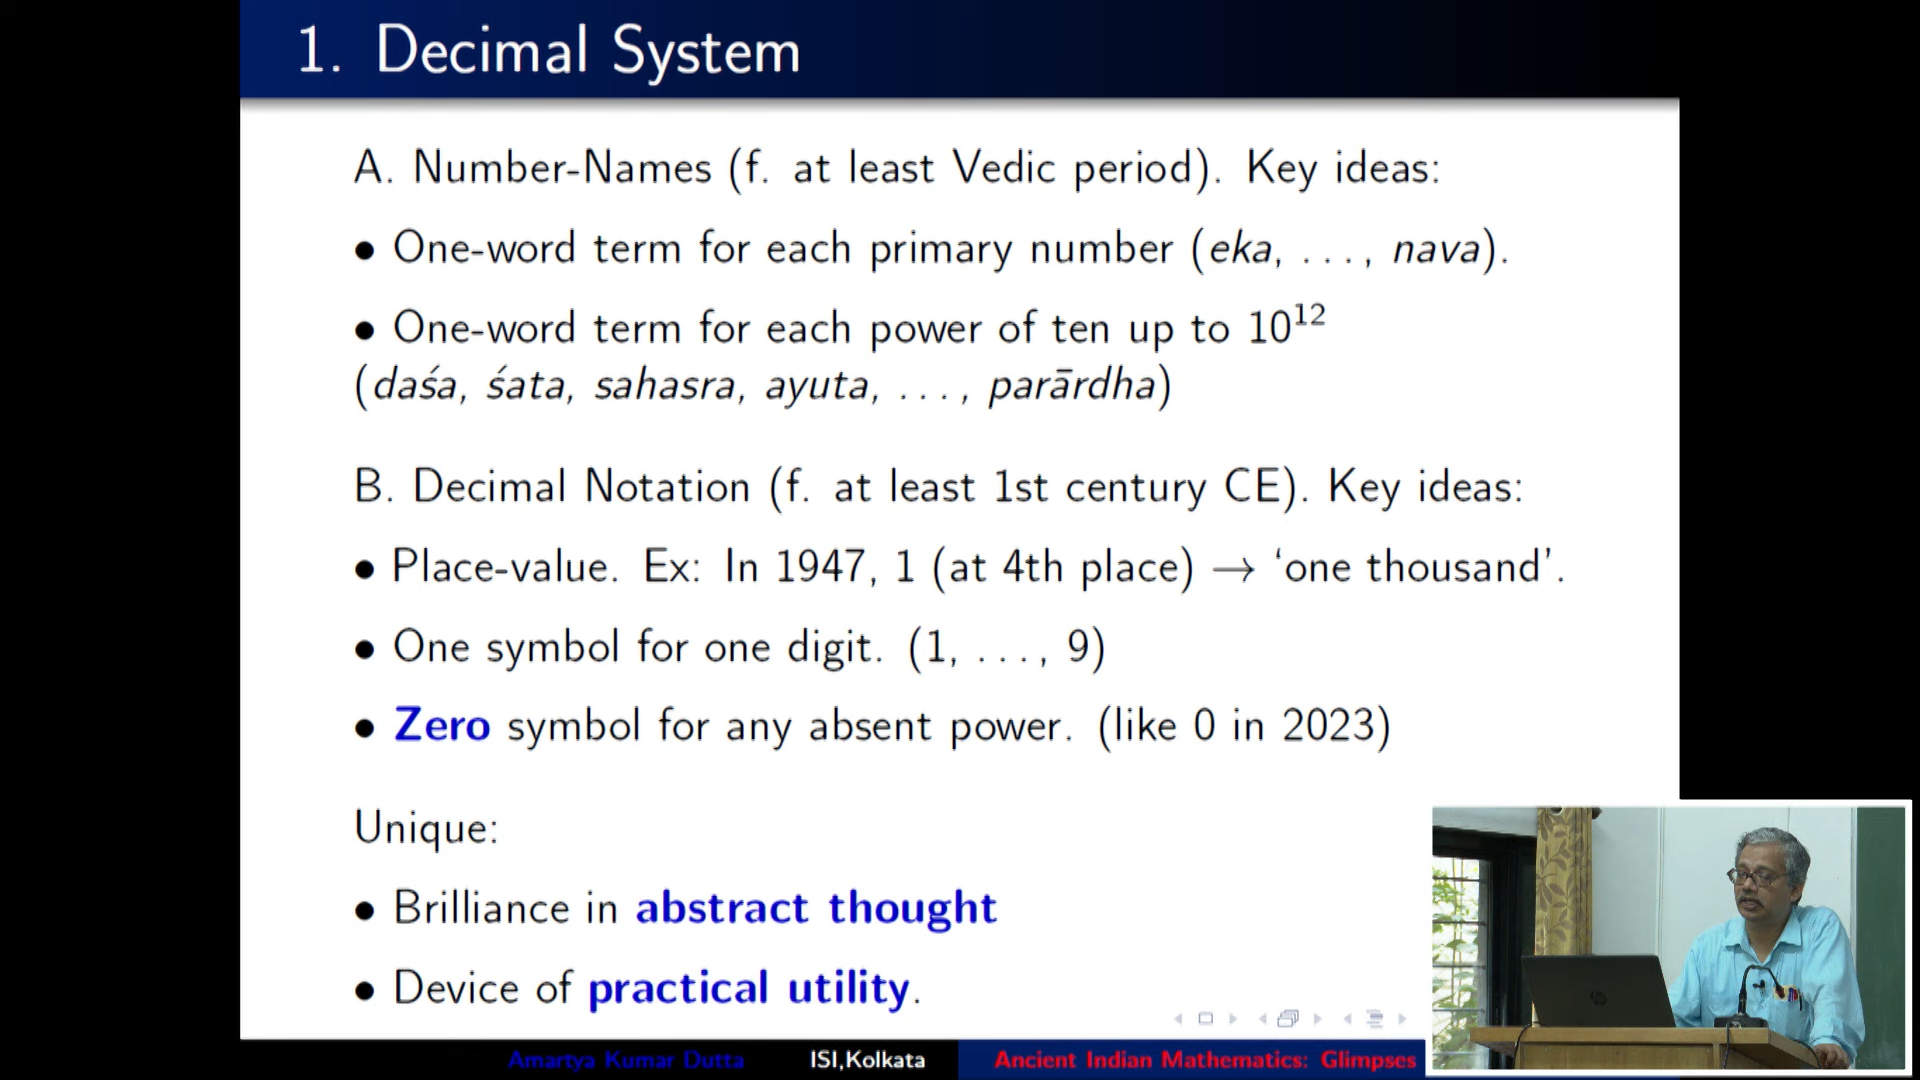 1. Decimal System
A. Number-Names (f. at least Vedic period). Key ideas:
• One-word term for each primary number (eka, . . . , nava).
• One-word term for each power of ten up to 10¹²
(daśa, śata, sahasra, ayuta, . . . , parārdha)
B. Decimal Notation (f. at least 1st century CE). Key ideas:
• Place-value. Ex: In 1947, 1 (at 4th place) → ‘one thousand’.
• One symbol for one digit. (1, . . . , 9)
• Zero symbol for any absent power. (like 0 in 2023)
Unique:
• Brilliance in abstract thought
• Device of practical utility.
Amartya Kumar Dutta ISI,Kolkata Ancient Indian Mathematics: Glimpses
hp